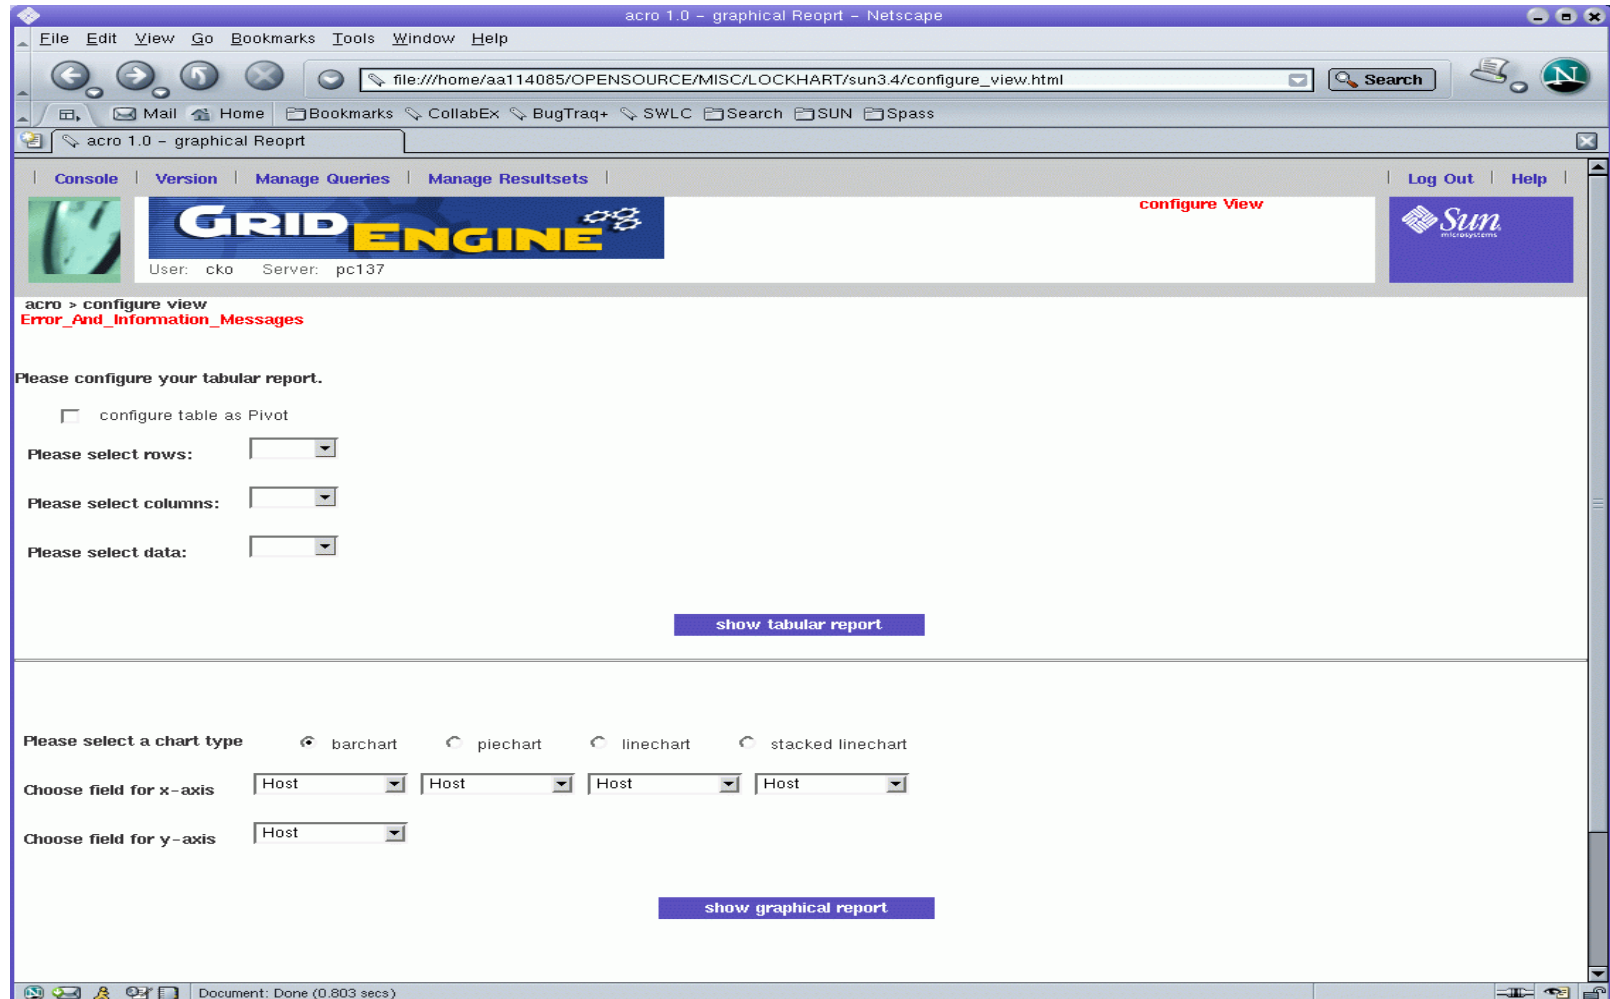 acro 1.0 – graphical Reoprt – Netscape
File Edit View Go Bookmarks Tools Window Help
file:///home/aa114085/OPENSOURCE/MISC/LOCKHART/sun3.4/configure_view.html Search N
Mail Home Bookmarks CollabEx BugTraq+ SWLC Search SUN Spass
acro 1.0 – graphical Reoprt
Console | Version | Manage Queries | Manage Resultsets | Log Out | Help
configure View
GRID ENGINE
Sun
microsystems
User: cko Server: pc137
acro > configure view
Error_And_Information_Messages
Please configure your tabular report.
configure table as Pivot
Please select rows:
Please select columns:
Please select data:
show tabular report
Please select a chart type barchart piechart linechart stacked linechart
Choose field for x-axis Host Host Host Host
Choose field for y-axis Host
show graphical report
Document: Done (0.803 secs)